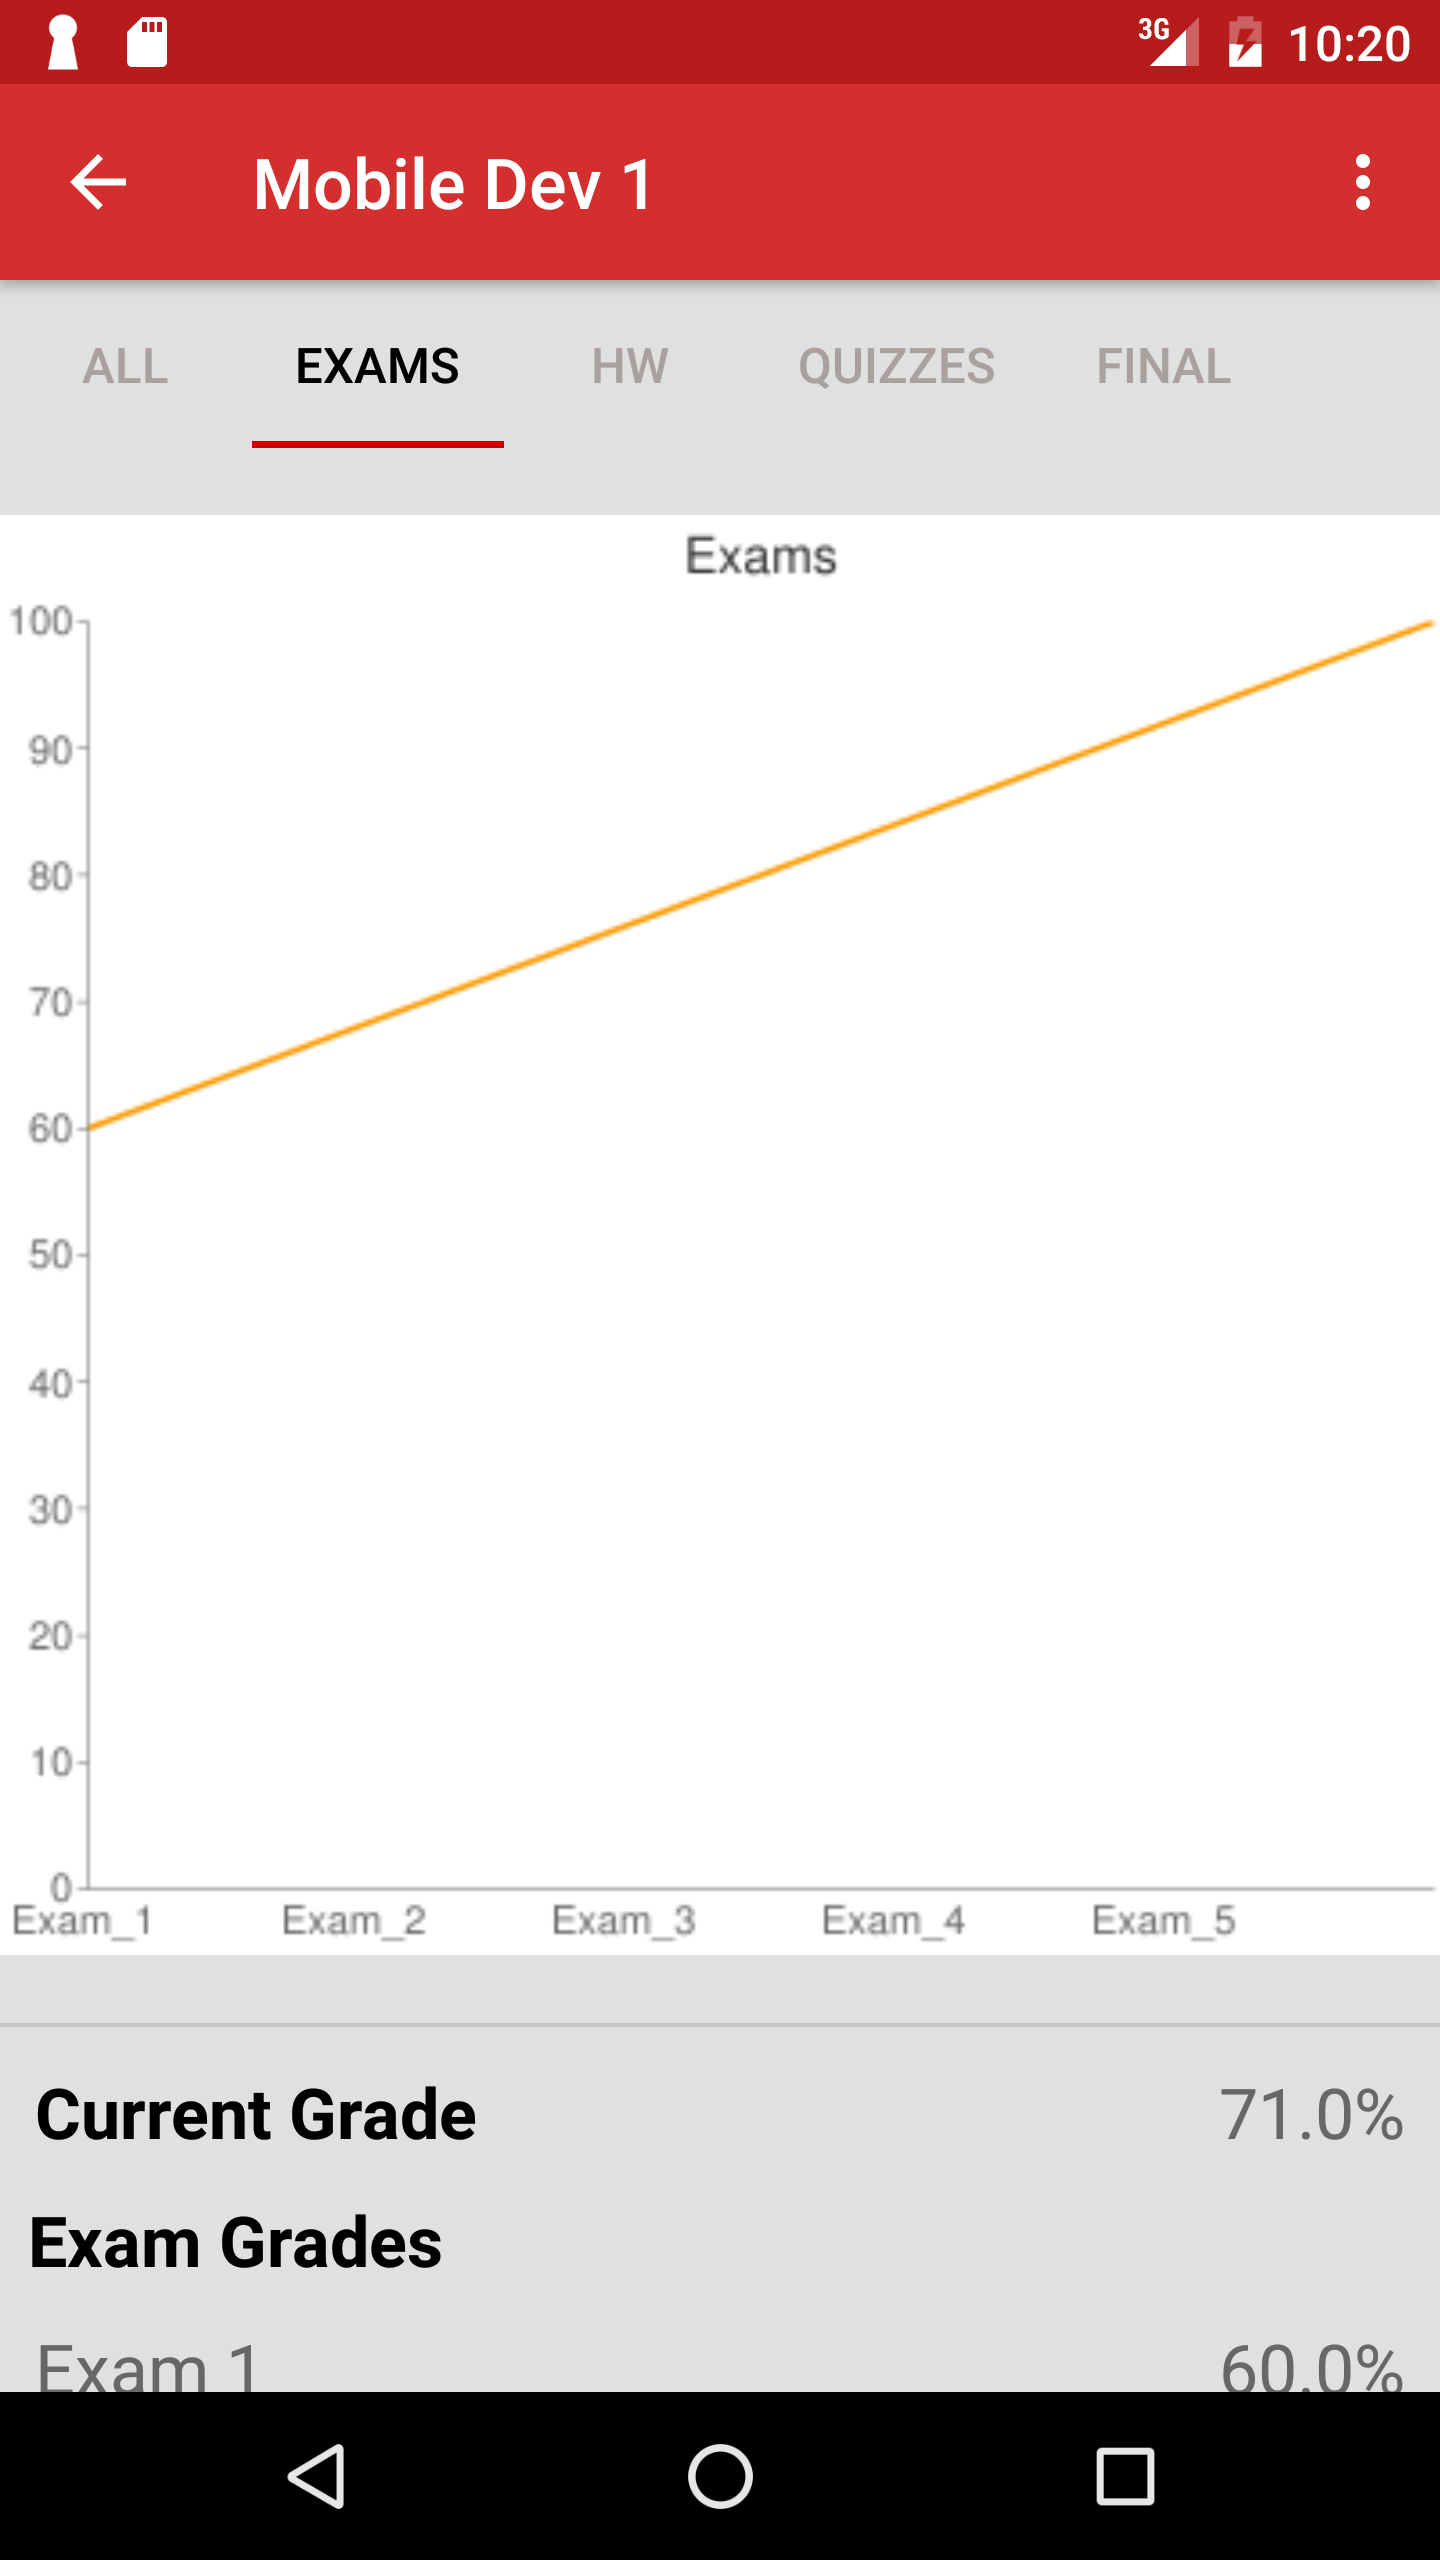 3G 10:20
Mobile Dev 1
ALL EXAMS HW QUIZZES FINAL
Exams
100
90
80
70
60
50
40
30
20
10
0
Exam_1 Exam_2 Exam_3 Exam_4 Exam_5
Current Grade 71.0%
Exam Grades
Exam 1 60.0%